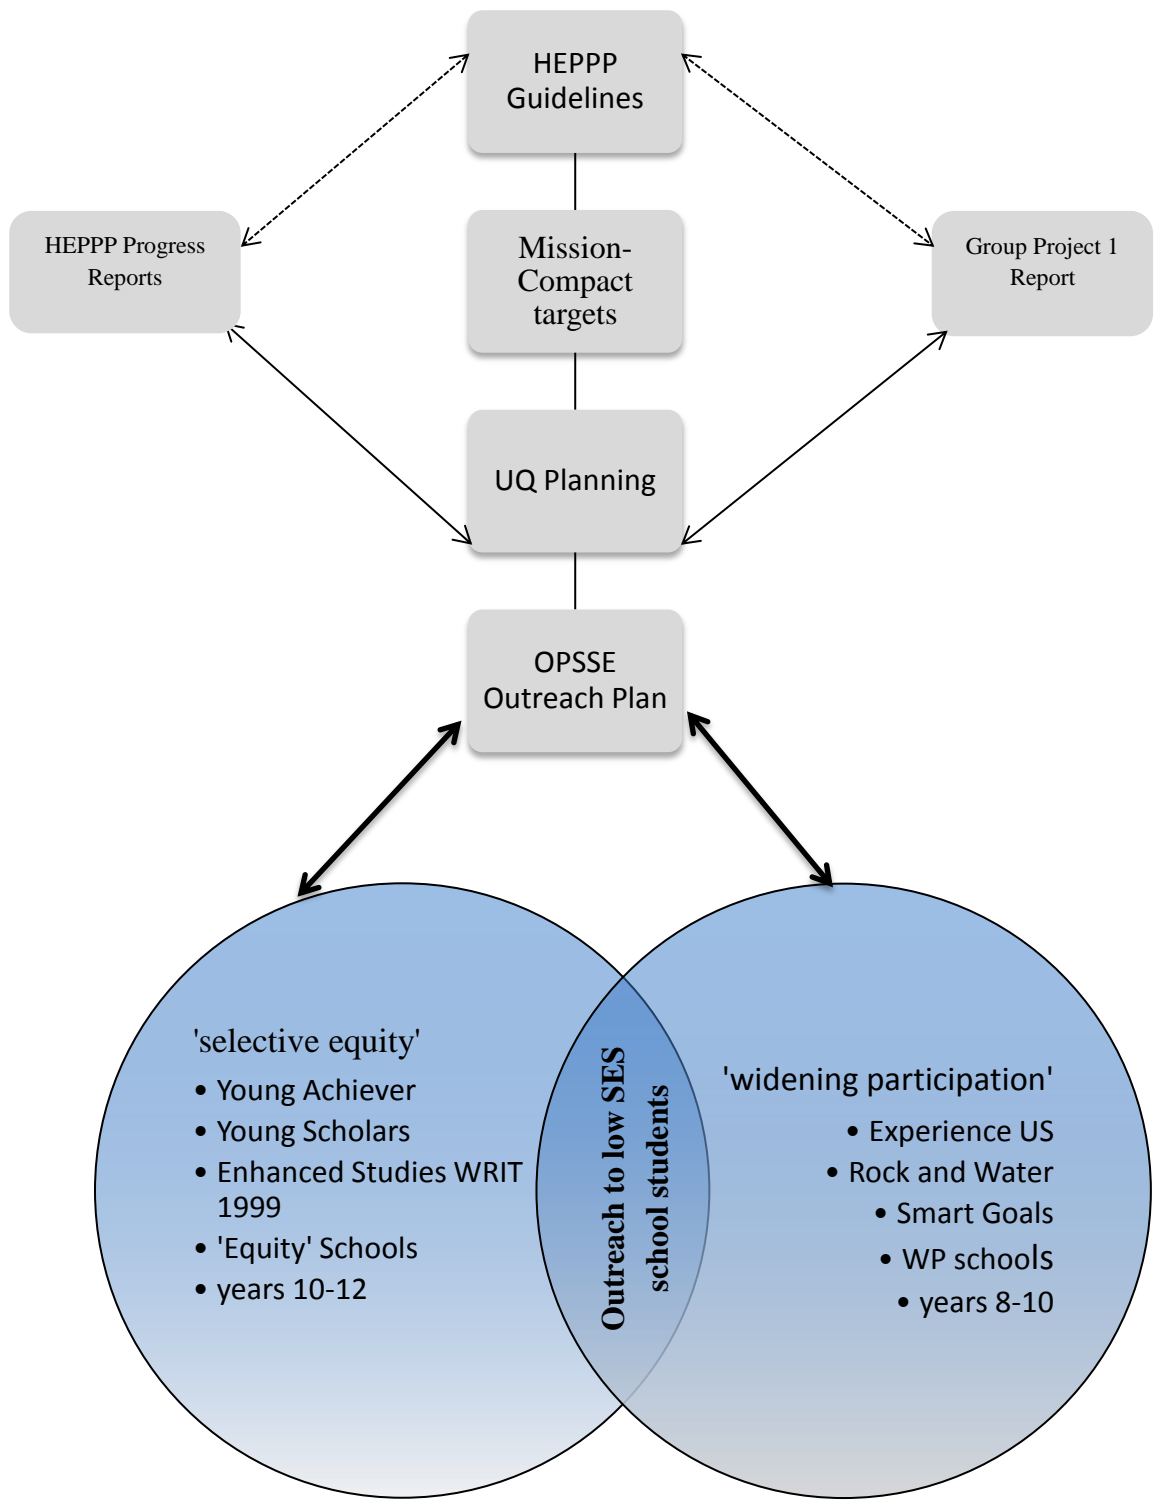 HEPPP
Guidelines
HEPPP Progress
Reports
Mission-
Compact
targets
Group Project 1
Report
UQ Planning
OPSSE
Outreach Plan
'selective equity'
• Young Achiever
• Young Scholars
• Enhanced Studies WRIT
1999
• 'Equity' Schools
• years 10-12
Outreach to low SES
school students
'widening participation'
• Experience US
• Rock and Water
• Smart Goals
• WP schools
• years 8-10